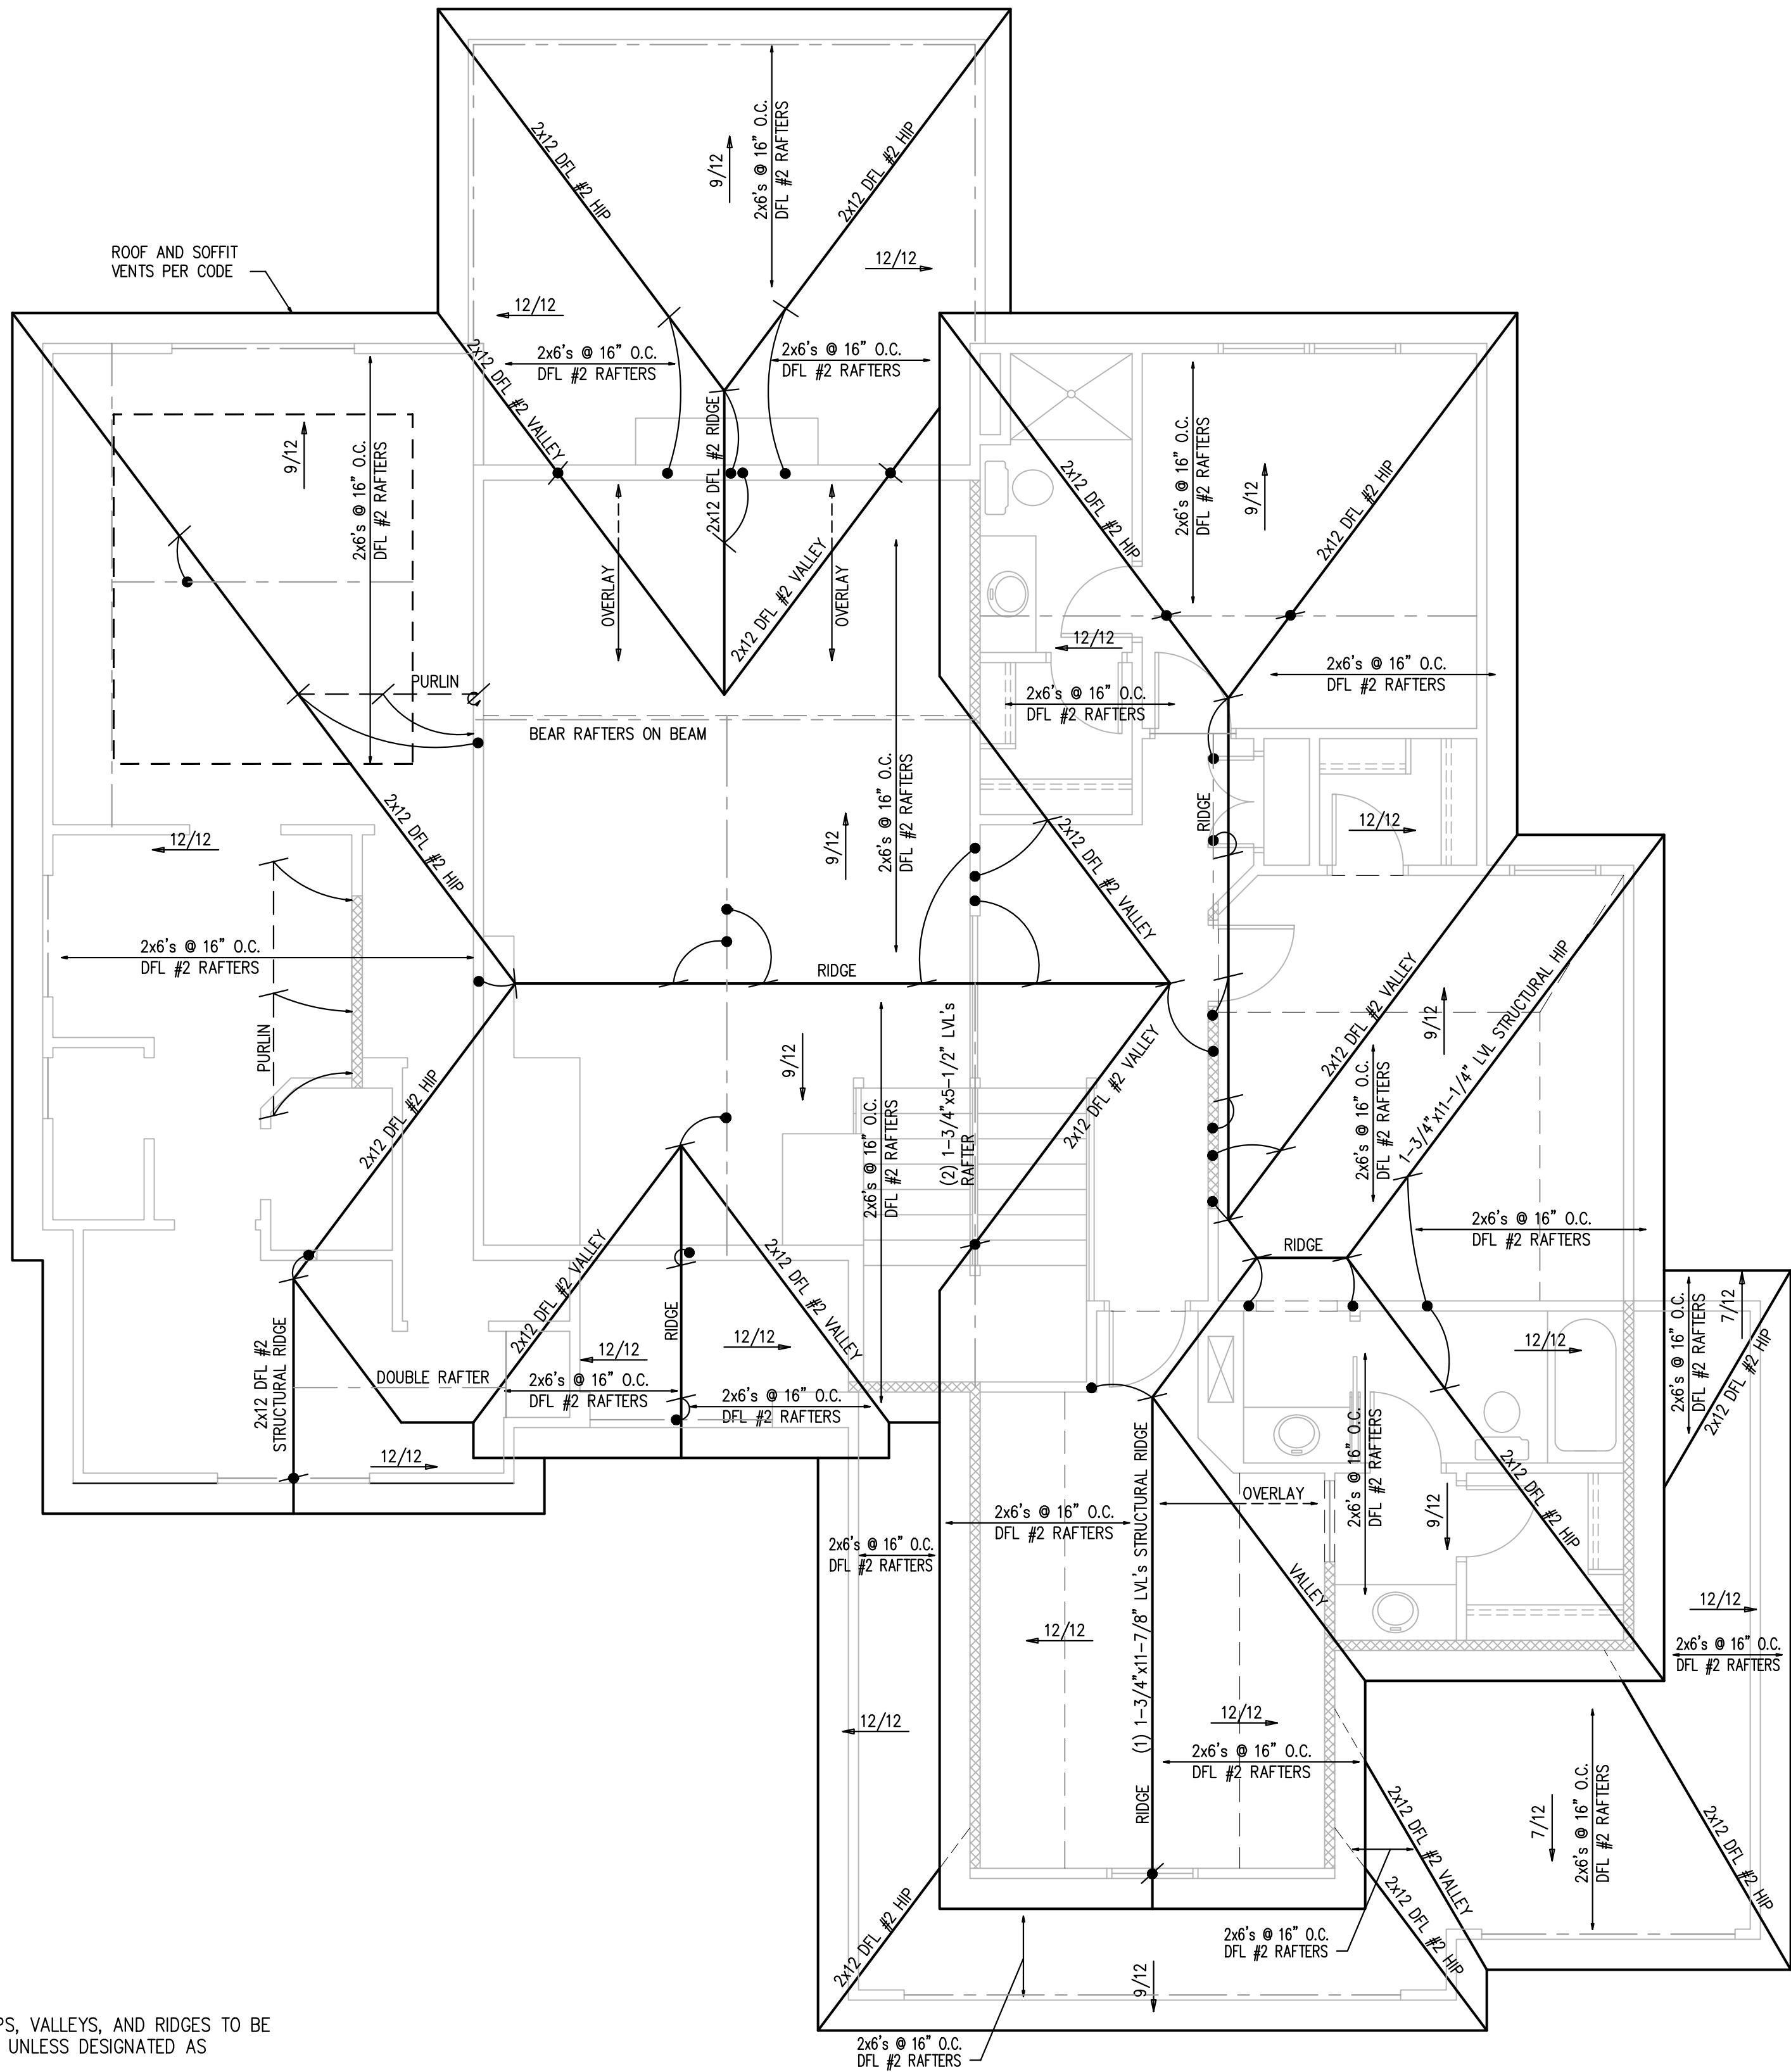 2x12 DFL #2 HIP
2x12 DFL #2 HIP
9/12
2x6's @ 16" O.C.
DFL #2 RAFTERS
ROOF AND SOFFIT
VENTS PER CODE
12/12
12/12
2x12 DFL #2 VALLEY
2x6's @ 16" O.C.
DFL #2 RAFTERS
2x6's @ 16" O.C.
DFL #2 RAFTERS
2x12 DFL #2 RIDGE
9/12
2x6's @ 16" O.C.
DFL #2 RAFTERS
OVERLAY
2x12 DFL #2 VALLEY
OVERLAY
2x12 DFL #2 HIP
2x6's @ 16" O.C.
DFL #2 RAFTERS
9/12
2x12 DFL #2 HIP
12/12
2x6's @ 16" O.C.
DFL #2 RAFTERS
2x6's @ 16" O.C.
DFL #2 RAFTERS
PURLIN
BEAR RAFTERS ON BEAM
2x12 DFL #2 HIP
12/12
9/12
2x6's @ 16" O.C.
DFL #2 RAFTERS
2x12 DFL #2 VALLEY
RIDGE
12/12
2x6's @ 16" O.C.
DFL #2 RAFTERS
RIDGE
PURLIN
2x12 DFL #2 HIP
9/12
2x6's @ 16" O.C.
DFL #2 RAFTERS
(2) 1-3/4"x5-1/2" LVL's
RAFTER
2x12 DFL #2 VALLEY
2x12 DFL #2 VALLEY
9/12
2x6's @ 16" O.C.
DFL #2 RAFTERS
1-3/4"x11-1/4" LVL STRUCTURAL HIP
2x6's @ 16" O.C.
DFL #2 RAFTERS
RIDGE
2x12 DFL #2 VALLEY
RIDGE
2x12 DFL #2 VALLEY
12/12
12/12
2x6's @ 16" O.C.
DFL #2 RAFTERS
2x6's @ 16" O.C.
DFL #2 RAFTERS
2x12 DFL #2
STRUCTURAL RIDGE
DOUBLE RAFTER
12/12
12/12
2x6's @ 16" O.C.
DFL #2 RAFTERS
7/12
2x12 DFL #2 HIP
2x6's @ 16" O.C.
DFL #2 RAFTERS
9/12
2x12 DFL #2 HIP
OVERLAY
VALLEY
2x6's @ 16" O.C.
DFL #2 RAFTERS
2x6's @ 16" O.C.
DFL #2 RAFTERS
RIDGE (1) 1-3/4"x11-7/8" LVL's STRUCTURAL RIDGE
12/12
12/12
12/12
2x6's @ 16" O.C.
DFL #2 RAFTERS
12/12
2x6's @ 16" O.C.
DFL #2 RAFTERS
2x12 DFL #2 VALLEY
7/12
2x6's @ 16" O.C.
DFL #2 RAFTERS
2x12 DFL #2 HIP
2x12 DFL #2 HIP
2x12 DFL #2 HIP
2x6's @ 16" O.C.
DFL #2 RAFTERS
9/12
2x6's @ 16" O.C.
DFL #2 RAFTERS
PS, VALLEYS, AND RIDGES TO BE
UNLESS DESIGNATED AS